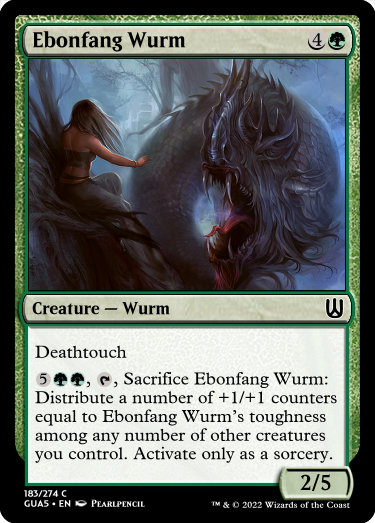 Ebonfang Wurm 4
Creature — Wurm
Deathtouch
5, , Sacrifice Ebonfang Wurm:
Distribute a number of +1/+1 counters
equal to Ebonfang Wurm's toughness
among any number of other creatures
you control. Activate only as a sorcery.
2/5
183/274 C
GUA5 • EN PEARLPENCIL
™ & © 2022 Wizards of the Coast